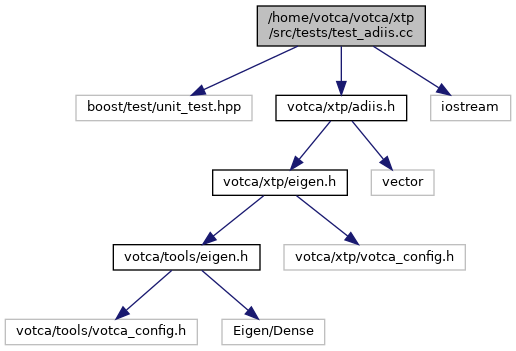 /home/votca/votca/xtp
/src/tests/test_adiis.cc
boost/test/unit_test.hpp
votca/xtp/adiis.h
iostream
votca/xtp/eigen.h
vector
votca/tools/eigen.h
votca/xtp/votca_config.h
votca/tools/votca_config.h
Eigen/Dense